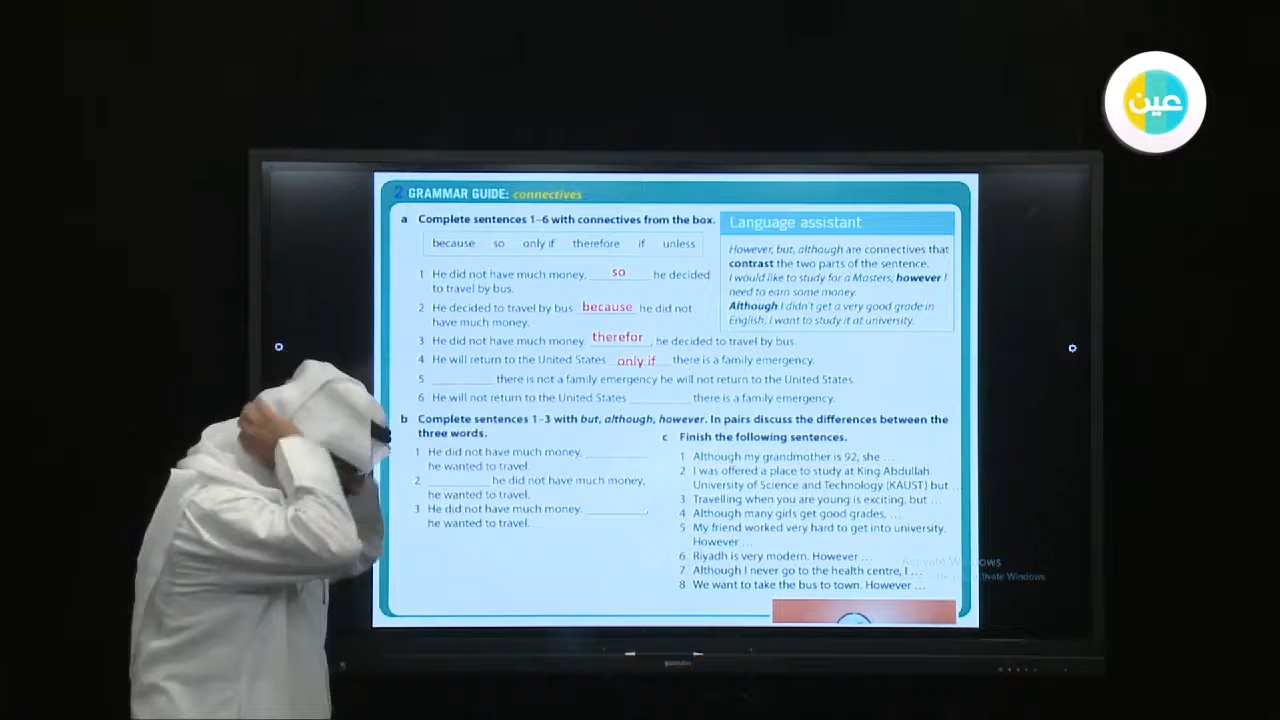 عين
2 GRAMMAR GUIDE: connectives
a Complete sentences 1-6 with connectives from the box.
because so only if therefore if unless
1 He did not have much money, so he decided
to travel by bus.
2 He decided to travel by bus because he did not
have much money.
3 He did not have much money. therefor, he decided to travel by bus.
4 He will return to the United States only if there is a family emergency.
5 ________ there is not a family emergency he will not return to the United States.
6 He will not return to the United States ________ there is a family emergency.
Language assistant
However, but, although are connectives that
contrast the two parts of the sentence.
I would like to study for a Masters; however I
need to earn some money.
Although I didn't get a very good grade in
English, I want to study it at university.
b Complete sentences 1-3 with but, although, however. In pairs discuss the differences between the
three words.
1 He did not have much money, ________
he wanted to travel.
2 ________ he did not have much money,
he wanted to travel.
3 He did not have much money. ________,
he wanted to travel.
c Finish the following sentences.
1 Although my grandmother is 92, she ...
2 I was offered a place to study at King Abdullah
University of Science and Technology (KAUST) but ...
3 Travelling when you are young is exciting, but ...
4 Although many girls get good grades, ...
5 My friend worked very hard to get into university.
However ...
6 Riyadh is very modern. However ...
7 Although I never go to the health centre, I ...
8 We want to take the bus to town. However ...
Activate Windows